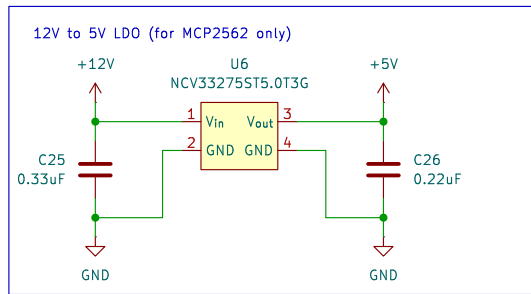 12V to 5V LDO (for MCP2562 only)
+12V
U6
NCV33275ST5.0T3G
+5V
1
Vin
Vout
3
2
GND
GND
4
C25
0.33uF
C26
0.22uF
GND
GND